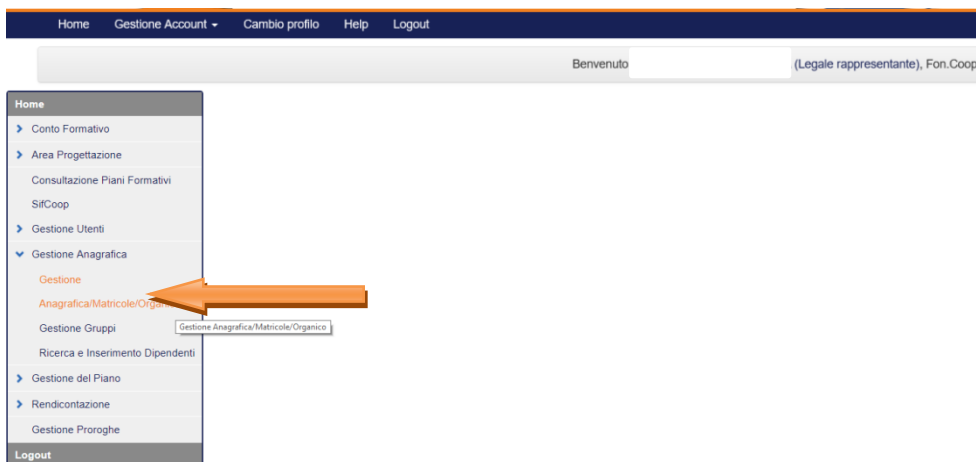 Home Gestione Account Cambio profilo Help Logout
Benvenuto (Legale rappresentante), Fon.Coop
Home
Conto Formativo
Area Progettazione
Consultazione Piani Formativi
SifCoop
Gestione Utenti
Gestione Anagrafica
Gestione
Anagrafica/Matricole/Organico
Gestione Gruppi
Gestione Anagrafica/Matricole/Organico
Ricerca e Inserimento Dipendenti
Gestione del Piano
Rendicontazione
Gestione Proroghe
Logout